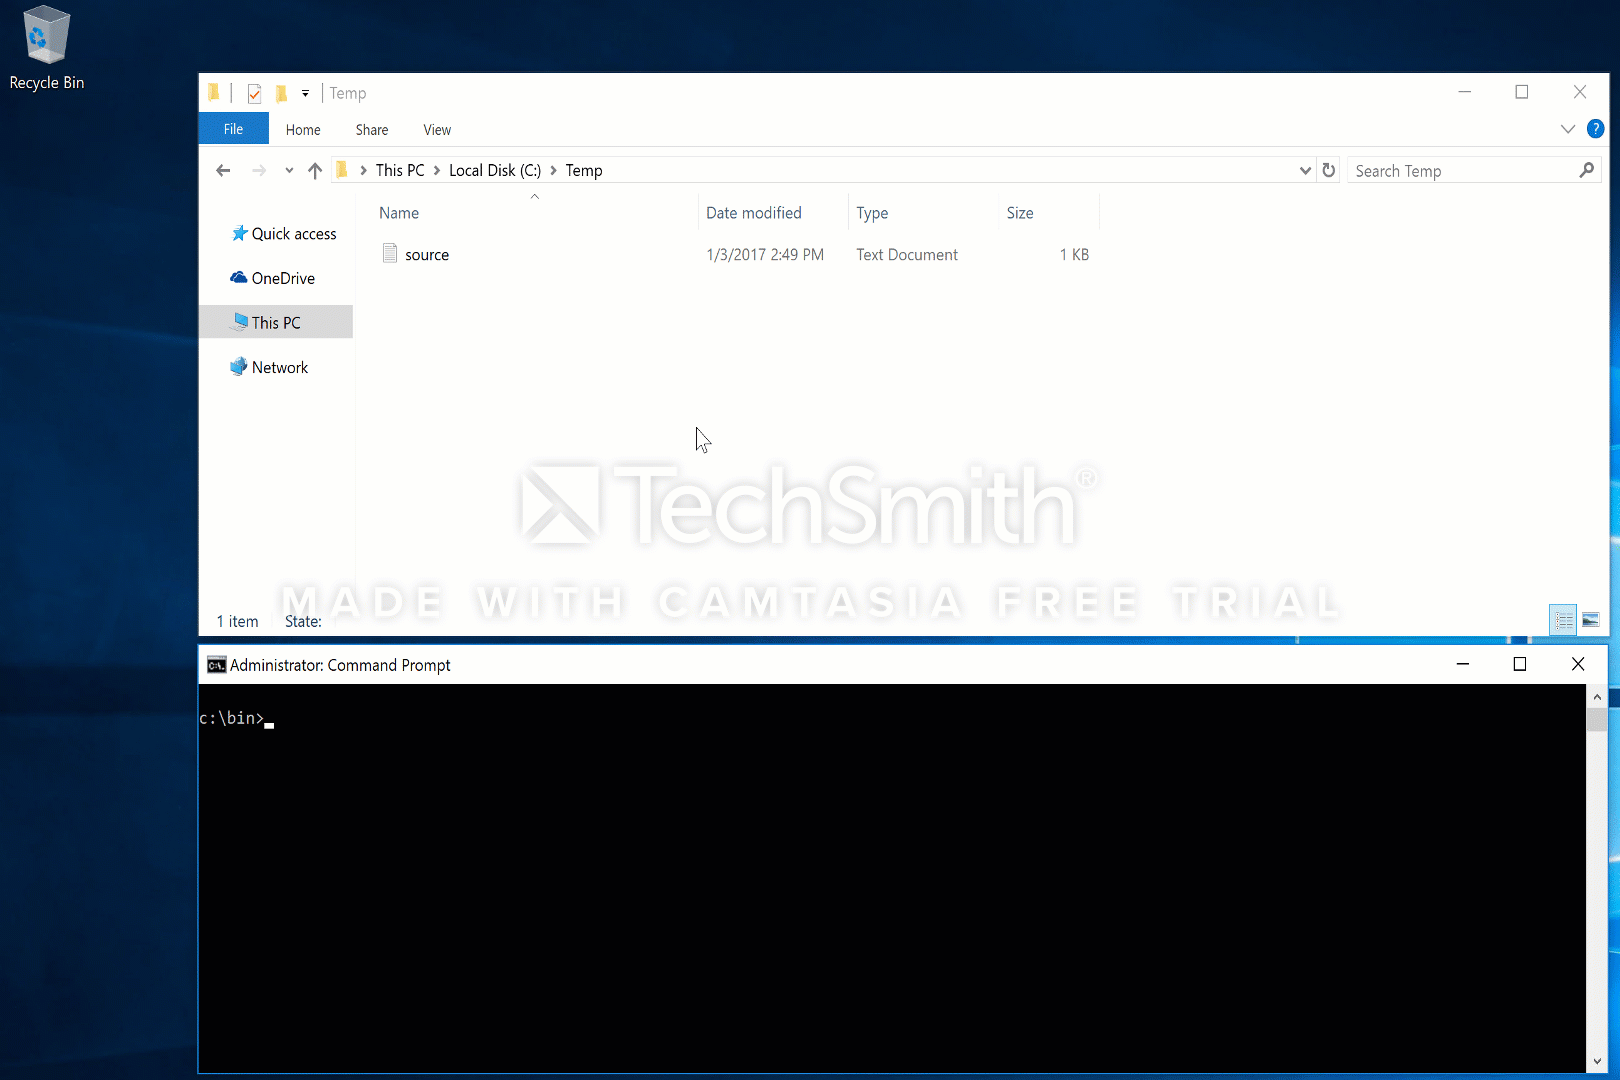 Recycle Bin
Temp
File Home Share View
?
This PC Local Disk (C:) Temp
Search Temp
Name Date modified Type Size
Quick access
source 1/3/2017 2:49 PM Text Document 1 KB
OneDrive
This PC
Network
TechSmith®
MADE WITH CAMTASIA FREE TRIAL
1 item State:
C:\. Administrator: Command Prompt
c:\bin>